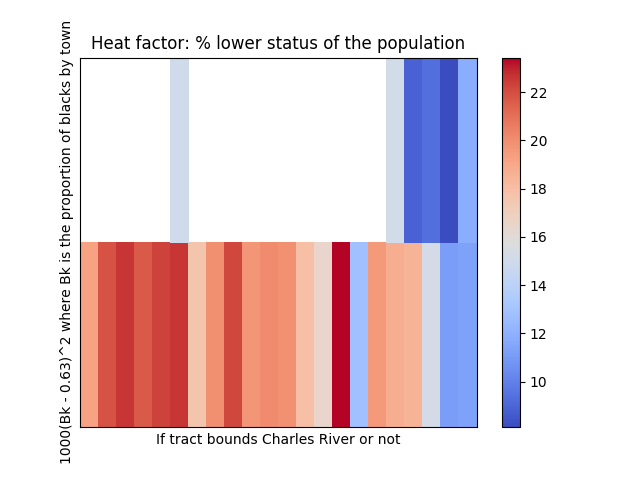 Heat factor: % lower status of the population
1000(Bk - 0.63)^2 where Bk is the proportion of blacks by town
If tract bounds Charles River or not
22
20
18
16
14
12
10